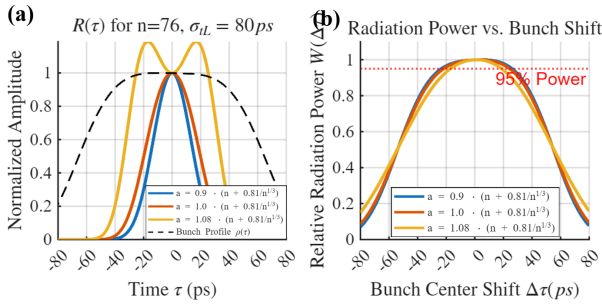 (a)
R(τ) for n=76, σtL = 80ps
Normalized Amplitude
1
0.8
0.6
0.4
0.2
0
a = 0.9 · (n + 0.81/n^1/3)
a = 1.0 · (n + 0.81/n^1/3)
a = 1.08 · (n + 0.81/n^1/3)
Bunch Profile ρ(τ)
-80 -60 -40 -20 0 20 40 60 80
Time τ (ps)
(b)
Radiation Power vs. Bunch Shift
Relative Radiation Power W(Δ
1
0.8
0.6
0.4
0.2
0
95% Power
a = 0.9 · (n + 0.81/n^1/3)
a = 1.0 · (n + 0.81/n^1/3)
a = 1.08 · (n + 0.81/n^1/3)
-80 -60 -40 -20 0 20 40 60 80
Bunch Center Shift Δτ(ps)